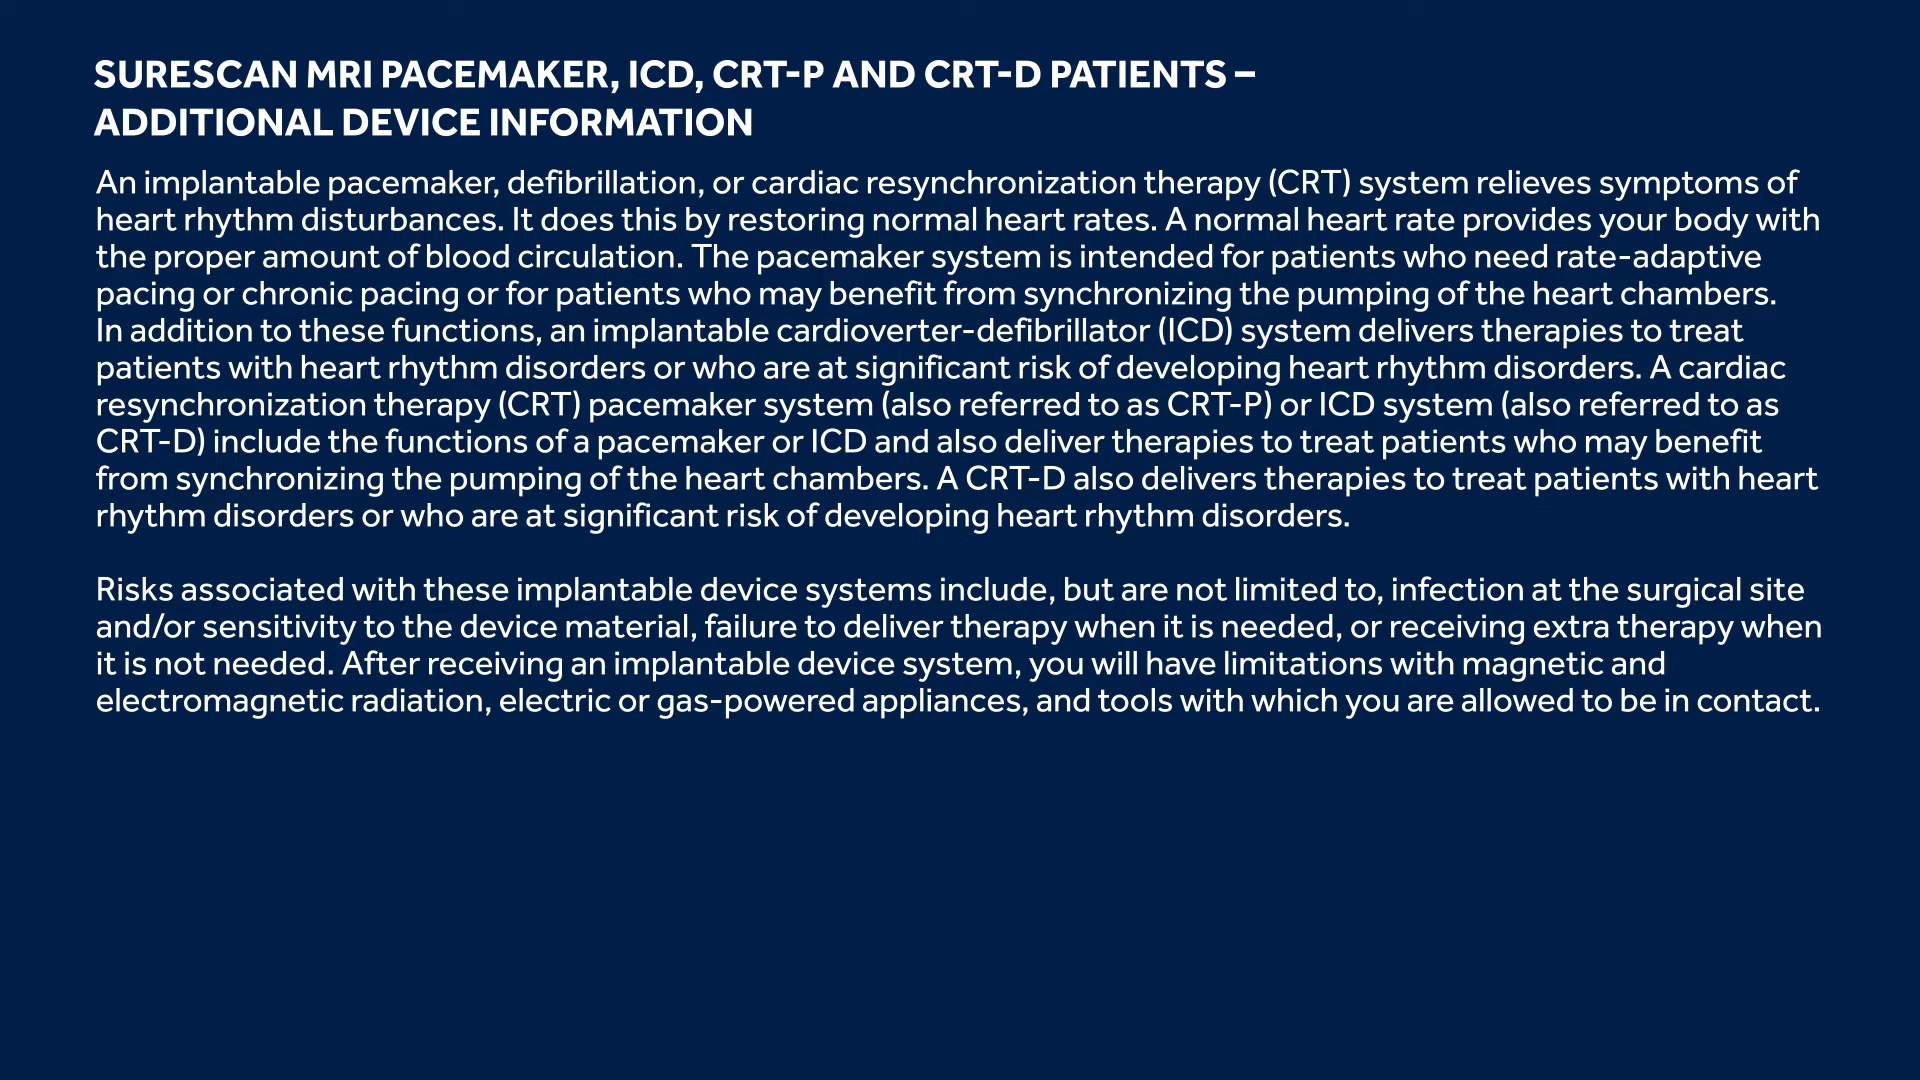 SURESCAN MRI PACEMAKER, ICD, CRT-P AND CRT-D PATIENTS –
ADDITIONAL DEVICE INFORMATION
An implantable pacemaker, defibrillation, or cardiac resynchronization therapy (CRT) system relieves symptoms of
heart rhythm disturbances. It does this by restoring normal heart rates. A normal heart rate provides your body with
the proper amount of blood circulation. The pacemaker system is intended for patients who need rate-adaptive
pacing or chronic pacing or for patients who may benefit from synchronizing the pumping of the heart chambers.
In addition to these functions, an implantable cardioverter-defibrillator (ICD) system delivers therapies to treat
patients with heart rhythm disorders or who are at significant risk of developing heart rhythm disorders. A cardiac
resynchronization therapy (CRT) pacemaker system (also referred to as CRT-P) or ICD system (also referred to as
CRT-D) include the functions of a pacemaker or ICD and also deliver therapies to treat patients who may benefit
from synchronizing the pumping of the heart chambers. A CRT-D also delivers therapies to treat patients with heart
rhythm disorders or who are at significant risk of developing heart rhythm disorders.
Risks associated with these implantable device systems include, but are not limited to, infection at the surgical site
and/or sensitivity to the device material, failure to deliver therapy when it is needed, or receiving extra therapy when
it is not needed. After receiving an implantable device system, you will have limitations with magnetic and
electromagnetic radiation, electric or gas-powered appliances, and tools with which you are allowed to be in contact.